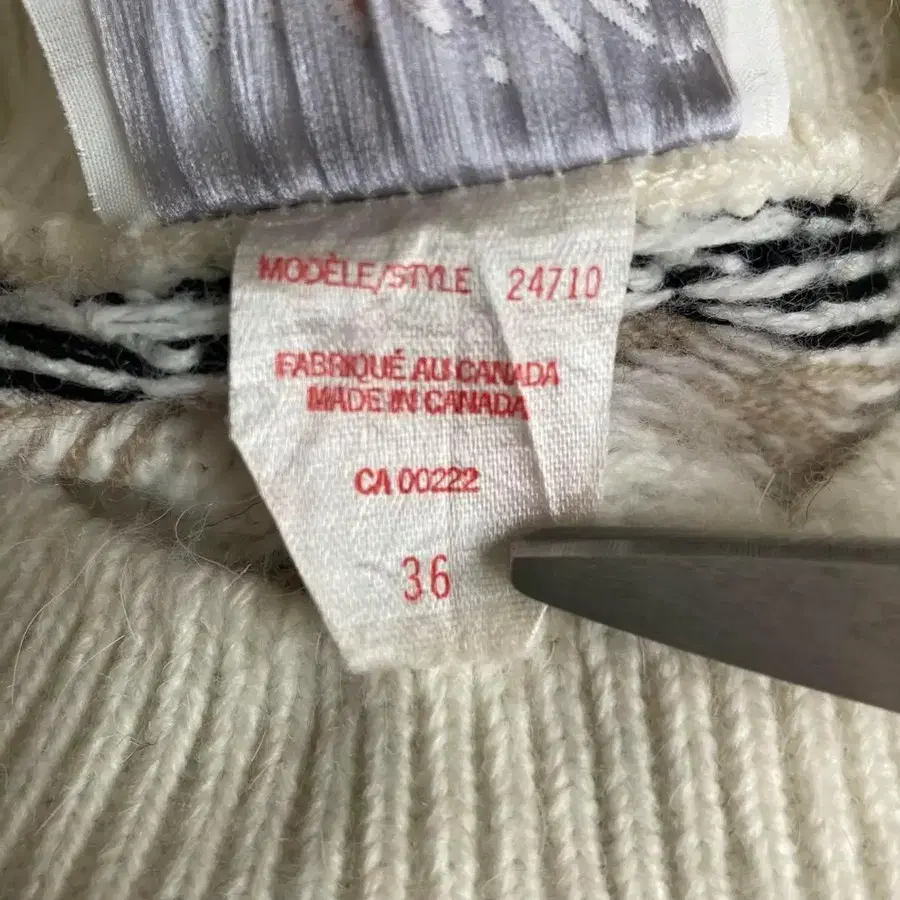 MODÈLE/STYLE 24710
FABRIQUÉ AU CANADA
MADE IN CANADA
CA 00222
36